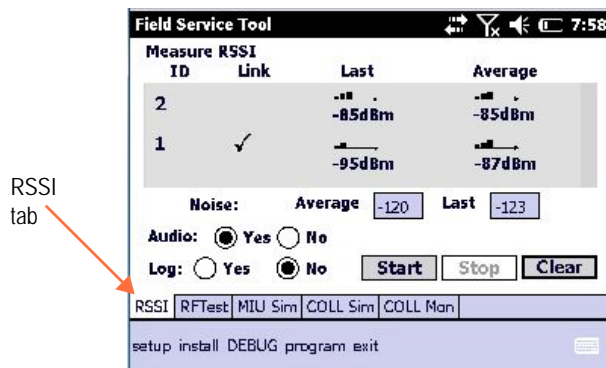 Field Service Tool 7:58
Measure RSSI
ID Link Last Average
2 -85dBm -85dBm
1 -95dBm -87dBm
Noise: Average -120 Last -123
Audio: Yes No
Log: Yes No Start Stop Clear
RSSI RFTest MIU Sim COLL Sim COLL Man
setup install DEBUG program exit
RSSI
tab